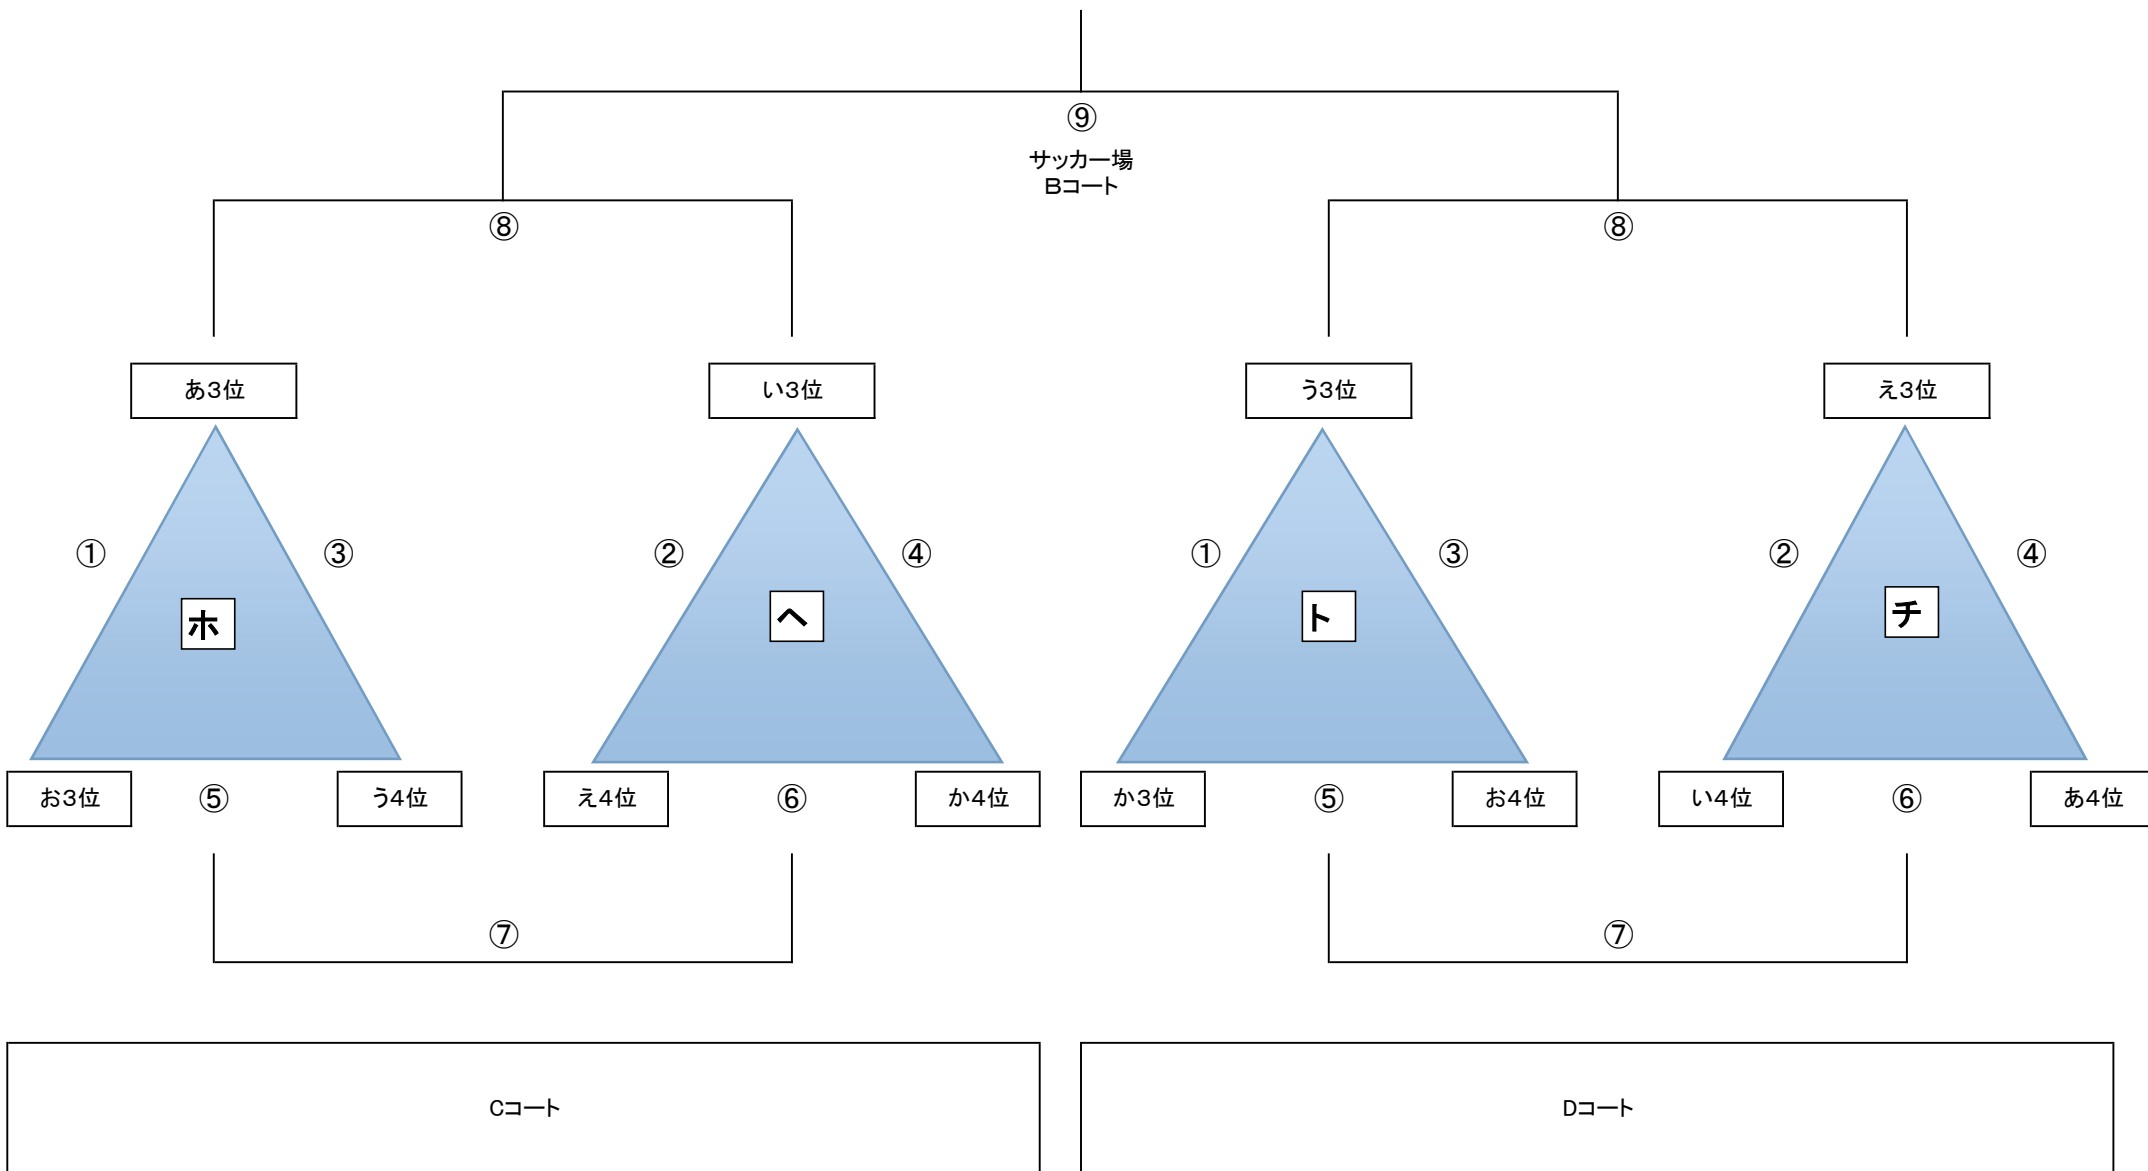 ⑨
サッカー場
Bコート
⑧
⑧
あ3位
い3位
う3位
え3位
①
③
②
④
①
③
②
④
ホ
ヘ
ト
チ
お3位
⑤
う4位
え4位
⑥
か4位
か3位
⑤
お4位
い4位
⑥
あ4位
⑦
⑦
Cコート
Dコート